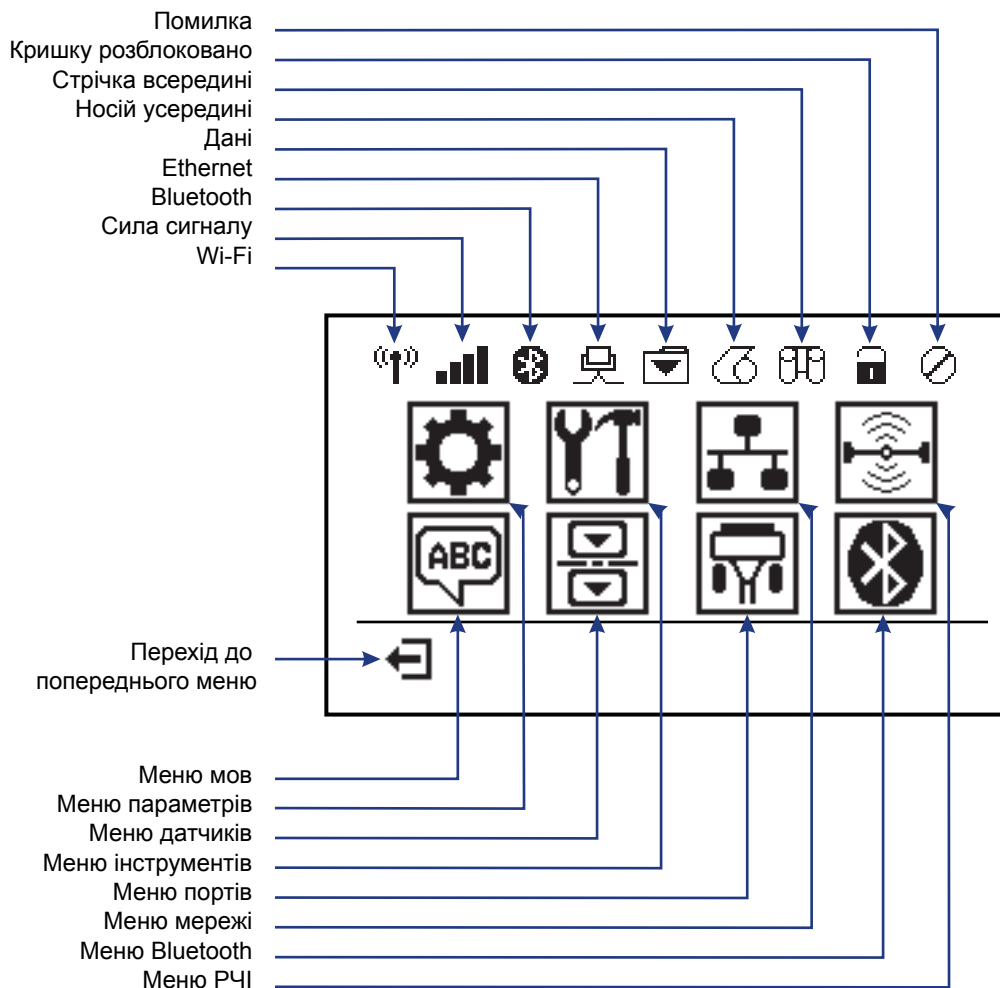 Помилка
Кришку розблоковано
Стрічка всередині
Носій усередині
Дані
Ethernet
Bluetooth
Сила сигналу
Wi-Fi
ABC
Перехід до
попереднього меню
Меню мов
Меню параметрів
Меню датчиків
Меню інструментів
Меню портів
Меню мережі
Меню Bluetooth
Меню РЧІ